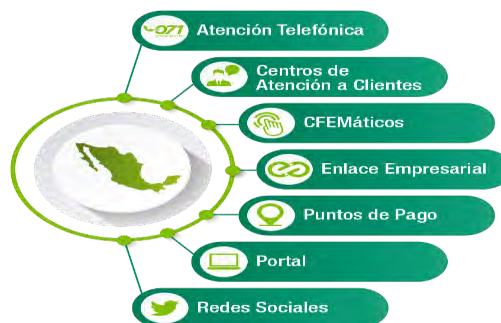 071
Atención Telefónica
Centros de
Atención a Clientes
CFEMáticos
Enlace Empresarial
Puntos de Pago
Portal
Redes Sociales